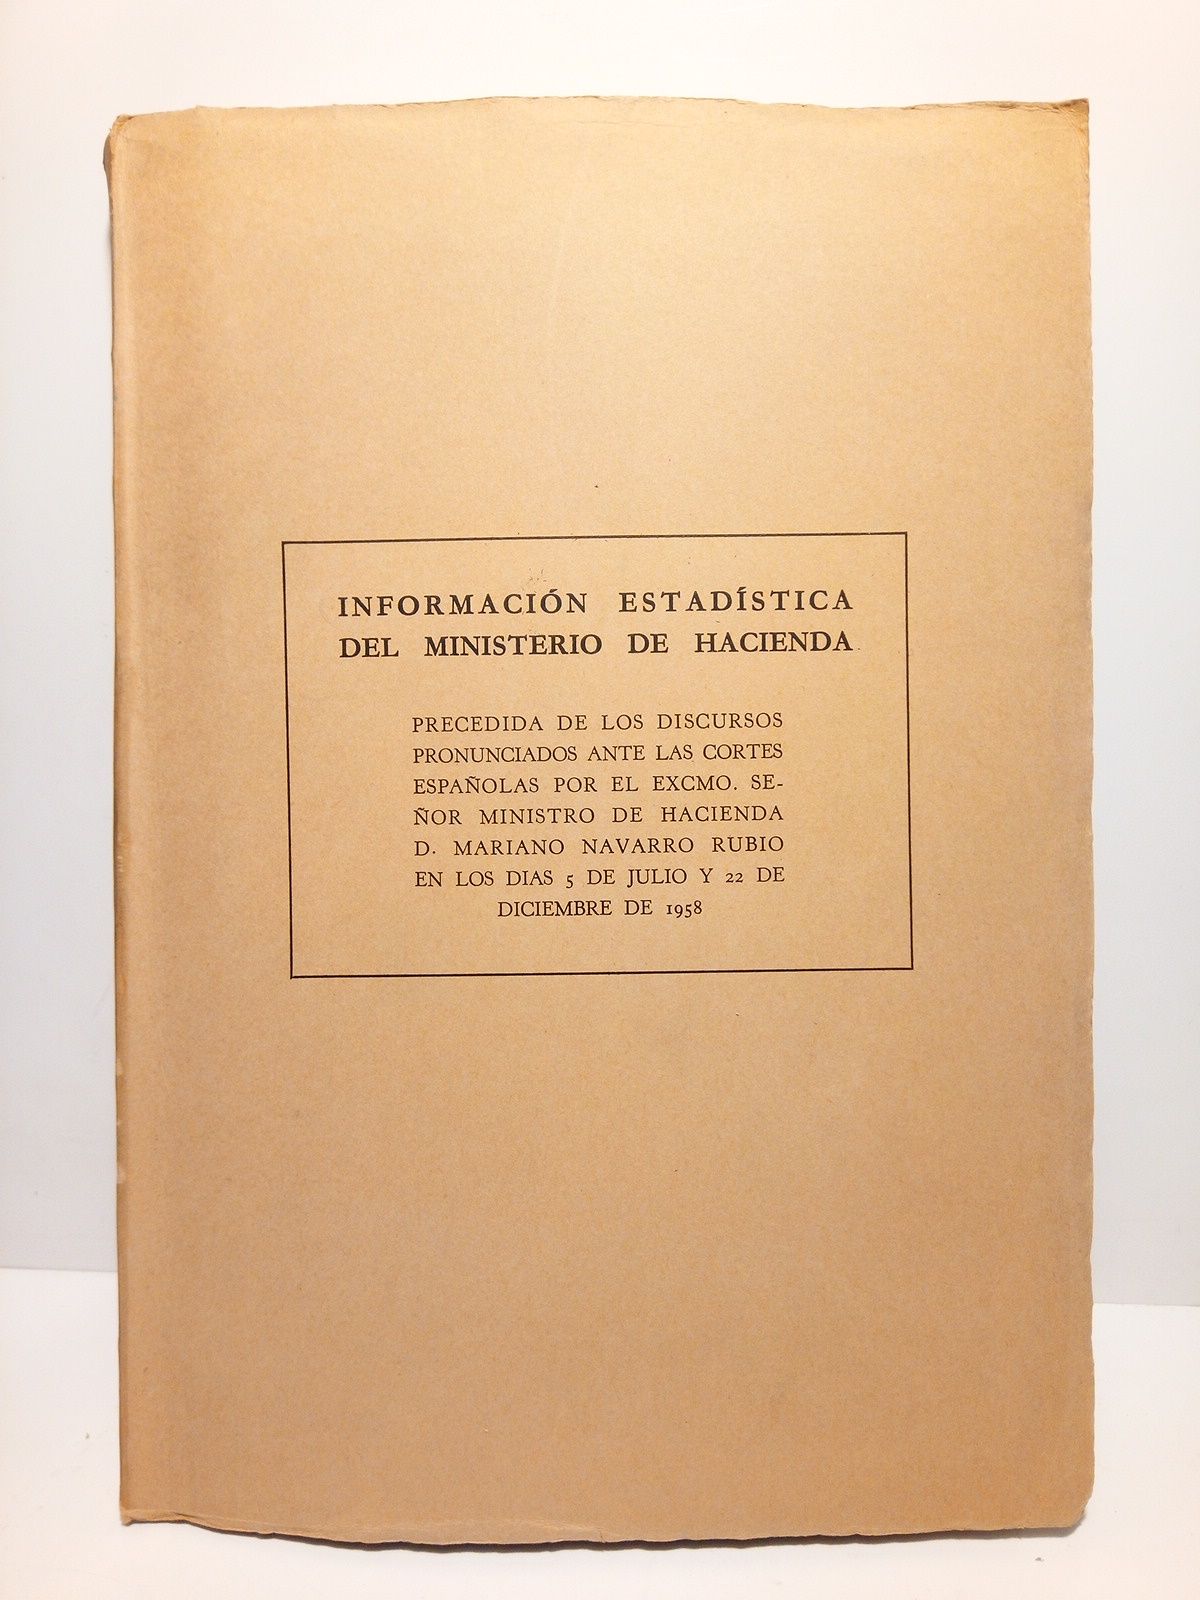 INFORMACIÓN ESTADÍSTICA
DEL MINISTERIO DE HACIENDA
PRECEDIDA DE LOS DISCURSOS
PRONUNCIADOS ANTE LAS CORTES
ESPAÑOLAS POR EL EXCMO. SE-
ÑOR MINISTRO DE HACIENDA
D. MARIANO NAVARRO RUBIO
EN LOS DIAS 5 DE JULIO Y 22 DE
DICIEMBRE DE 1958